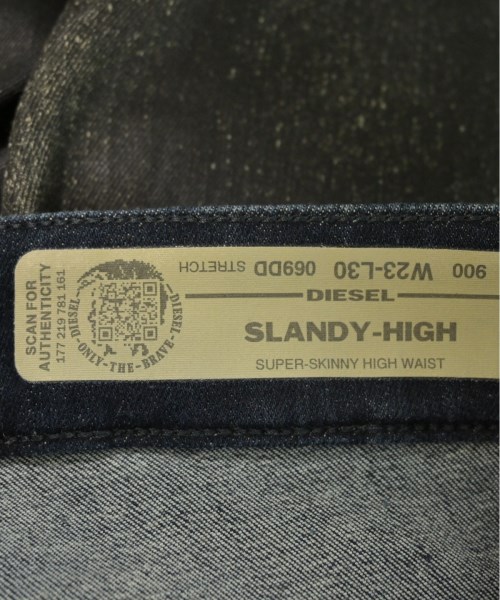 SCAN FOR
AUTHENTICITY
177 219 781 161
DIESEL
ONLY-THE-BRAVE
900 W23-L30 069DD STRETCH
DIESEL
SLANDY-HIGH
SUPER-SKINNY HIGH WAIST